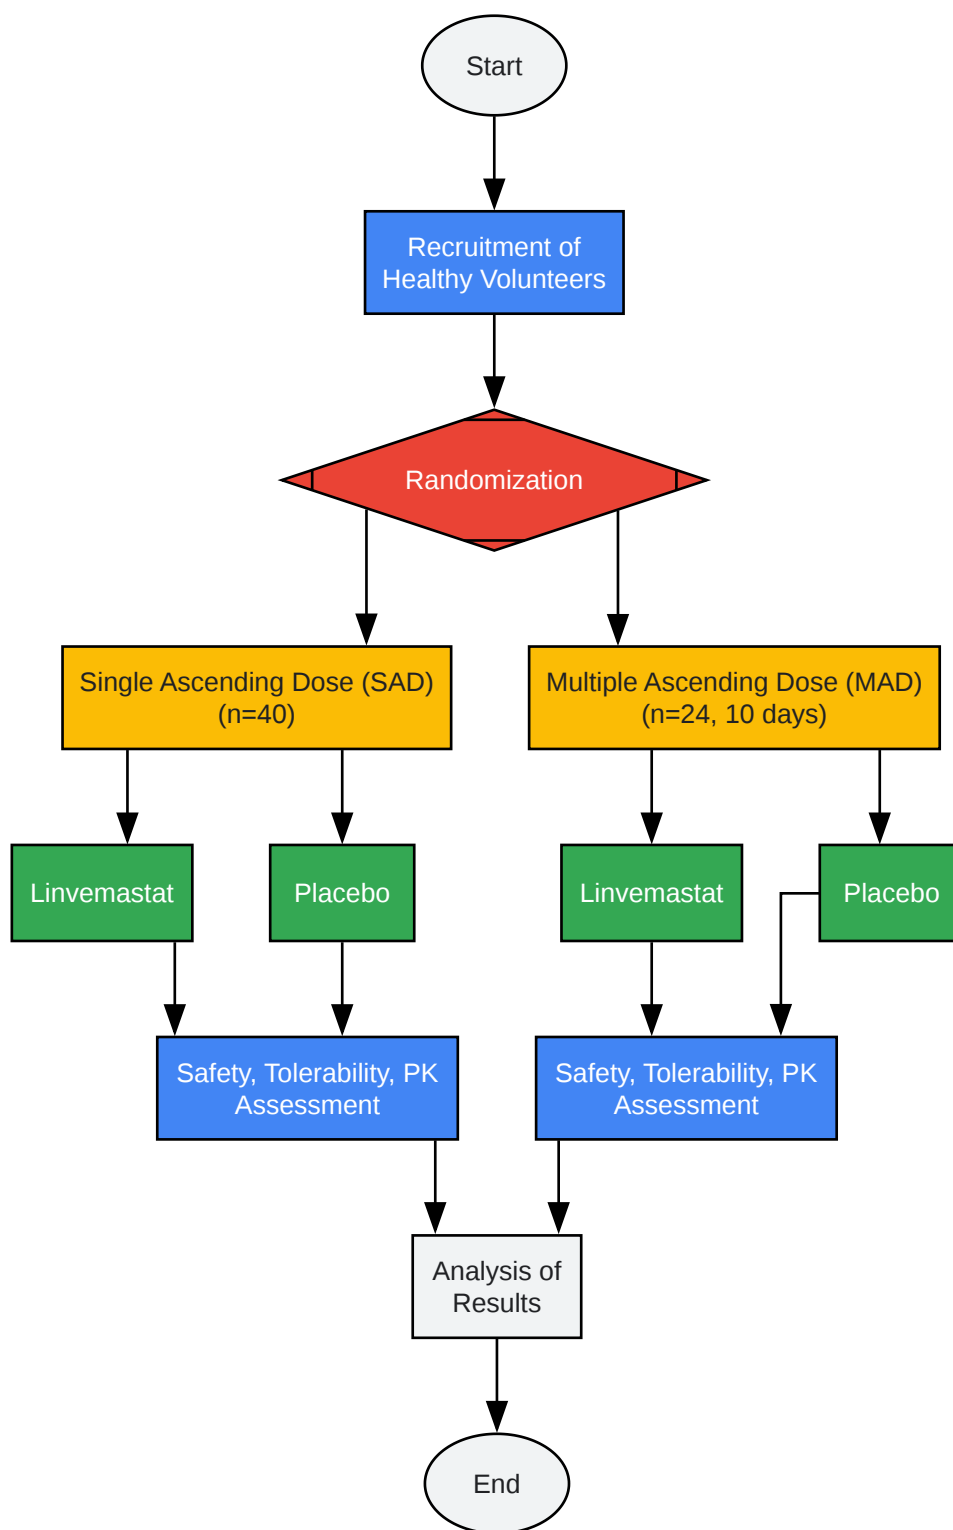 Start
Recruitment of
Healthy Volunteers
Randomization
Single Ascending Dose (SAD)
(n=40)
Multiple Ascending Dose (MAD)
(n=24, 10 days)
Linvemastat
Placebo
Linvemastat
Placebo
Safety, Tolerability, PK
Assessment
Safety, Tolerability, PK
Assessment
Analysis of
Results
End